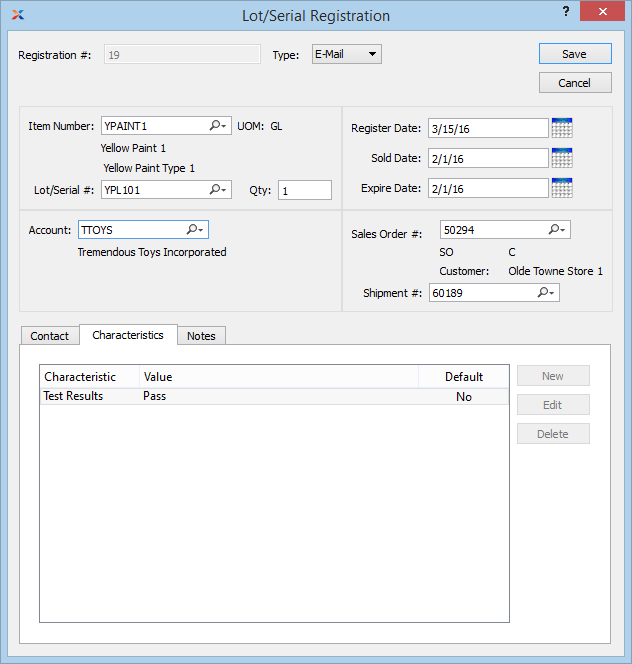 Lot/Serial Registration
?
Registration #: 19 Type: E-Mail
Save
Cancel
Item Number: YPAINT1 UOM: GL
Yellow Paint 1
Yellow Paint Type 1
Lot/Serial #: YPL101 Qty: 1
Register Date: 3/15/16
Sold Date: 2/1/16
Expire Date: 2/1/16
Account: TTOYS
Tremendous Toys Incorporated
Sales Order #: 50294
SO C
Customer: Olde Towne Store 1
Shipment #: 60189
Contact Characteristics Notes
Characteristic Value Default
Test Results Pass No
New
Edit
Delete